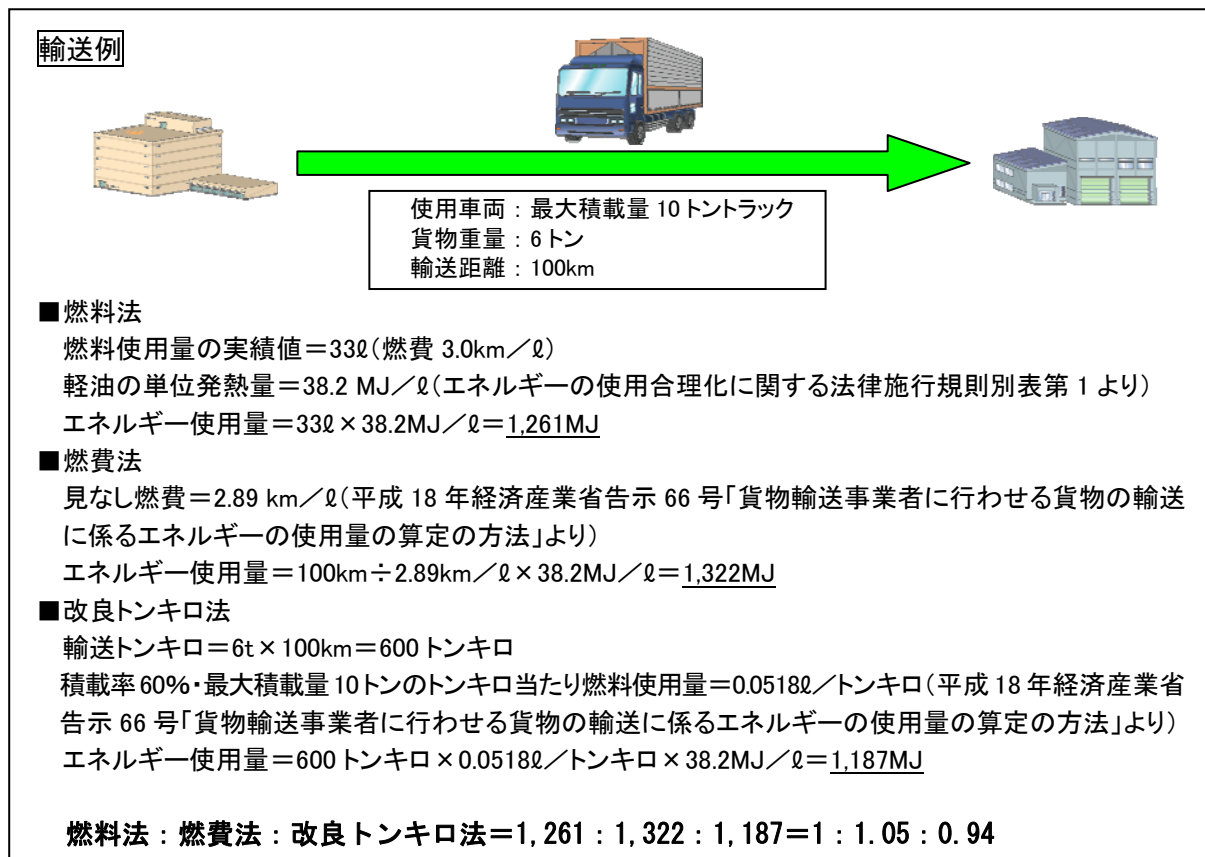 輸送例
使用車両：最大積載量 10 トントラック
貨物重量：6 トン
輸送距離：100km
■燃料法
燃料使用量の実績値＝33ℓ（燃費 3.0km／ℓ）
軽油の単位発熱量＝38.2 MJ／ℓ（エネルギーの使用合理化に関する法律施行規則別表第 1 より）
エネルギー使用量＝33ℓ×38.2MJ／ℓ＝1,261MJ
■燃費法
見なし燃費＝2.89 km／ℓ（平成 18 年経済産業省告示 66 号「貨物輸送事業者に行わせる貨物の輸送
に係るエネルギーの使用量の算定の方法」より）
エネルギー使用量＝100km÷2.89km／ℓ×38.2MJ／ℓ＝1,322MJ
■改良トンキロ法
輸送トンキロ＝6t×100km＝600 トンキロ
積載率 60%・最大積載量 10 トンのトンキロ当たり燃料使用量＝0.0518ℓ／トンキロ（平成 18 年経済産業省
告示 66 号「貨物輸送事業者に行わせる貨物の輸送に係るエネルギーの使用量の算定の方法」より）
エネルギー使用量＝600 トンキロ×0.0518ℓ／トンキロ×38.2MJ／ℓ＝1,187MJ
燃料法：燃費法：改良トンキロ法＝1,261：1,322：1,187＝1：1.05：0.94